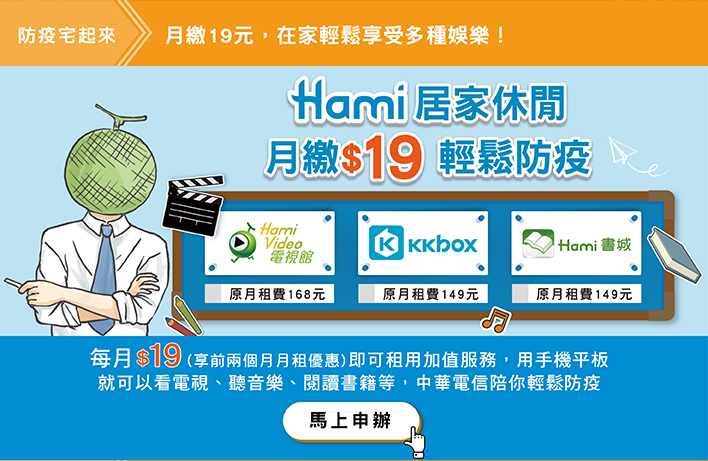 防疫宅起來
月繳19元，在家輕鬆享受多種娛樂！
Hami 居家休閒
月繳$19 輕鬆防疫
Hami
Video
電視館
KKBOX
Hami 書城
原月租費168元
原月租費149元
原月租費149元
每月$19(享前兩個月月租優惠)即可租用加值服務，用手機平板
就可以看電視、聽音樂、閱讀書籍等，中華電信陪你輕鬆防疫
馬上申辦